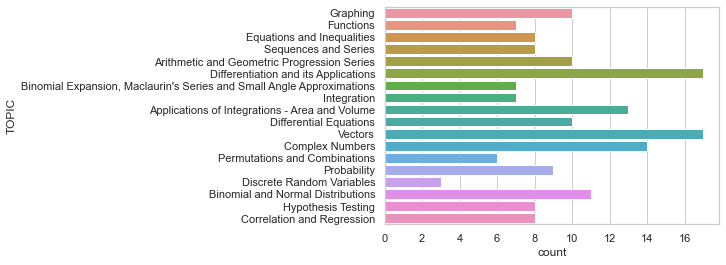 Graphing
Functions
Equations and Inequalities
Sequences and Series
Arithmetic and Geometric Progression Series
Differentiation and its Applications
Binomial Expansion, Maclaurin's Series and Small Angle Approximations
Integration
Applications of Integrations - Area and Volume
Differential Equations
Vectors
Complex Numbers
Permutations and Combinations
Probability
Discrete Random Variables
Binomial and Normal Distributions
Hypothesis Testing
Correlation and Regression
TOPIC
0 2 4 6 8 10 12 14 16
count